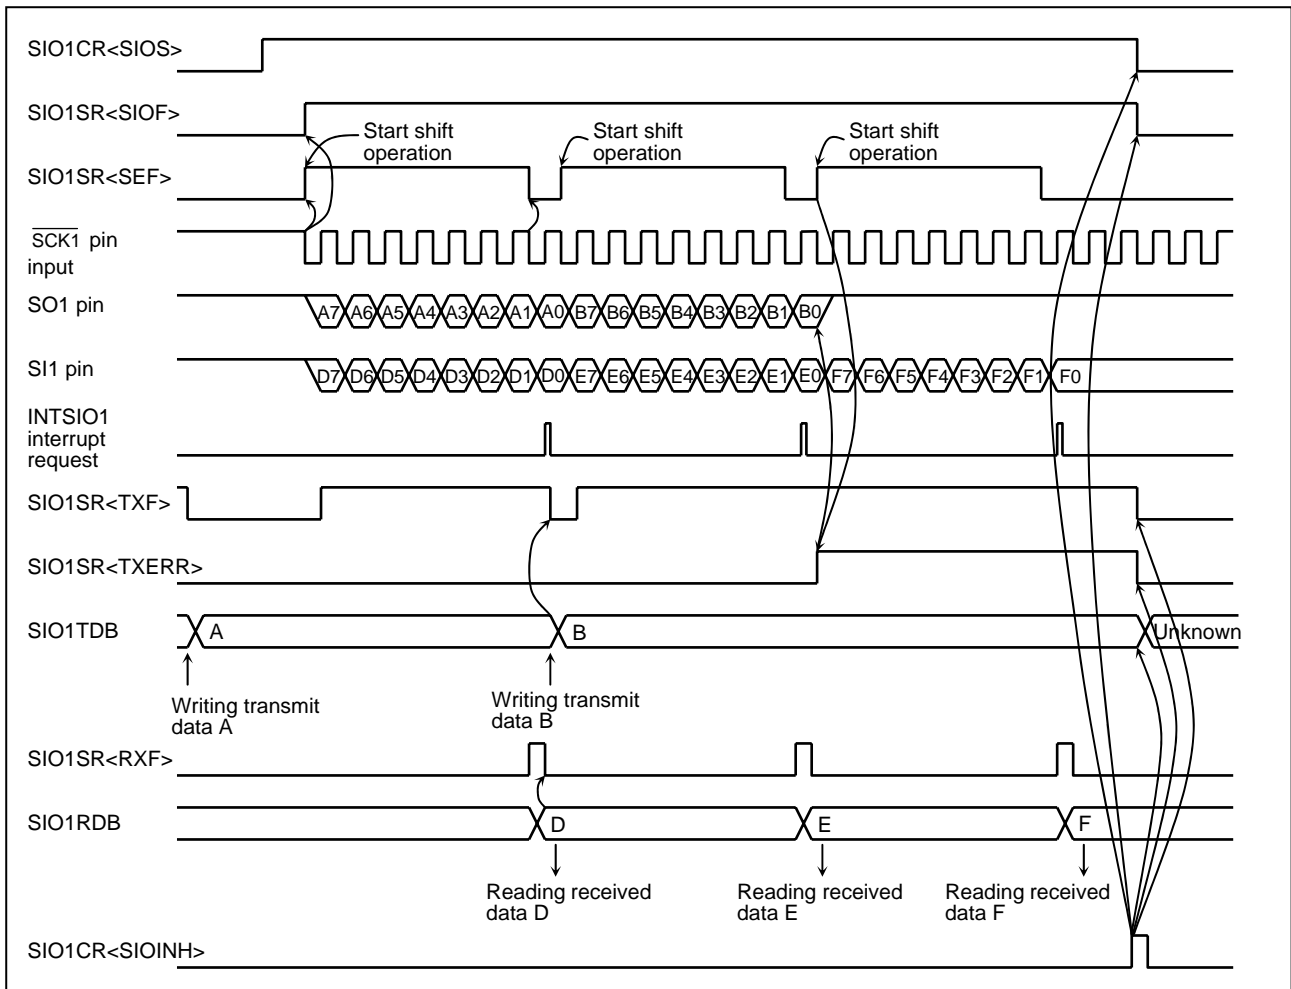 SIO1CR<SIOS>
SIO1SR<SIOF>
Start shift
operation
Start shift
operation
Start shift
operation
SIO1SR<SEF>
SCK1 pin
input
SO1 pin
A7 A6 A5 A4 A3 A2 A1 A0 B7 B6 B5 B4 B3 B2 B1 B0
SI1 pin
D7 D6 D5 D4 D3 D2 D1 D0 E7 E6 E5 E4 E3 E2 E1 E0 F7 F6 F5 F4 F3 F2 F1 F0
INTSIO1
interrupt
request
SIO1SR<TXF>
SIO1SR<TXERR>
SIO1TDB
A
B
Unknown
Writing transmit
data A
Writing transmit
data B
SIO1SR<RXF>
SIO1RDB
D
E
F
Reading received
data D
Reading received
data E
Reading received
data F
SIO1CR<SIOINH>